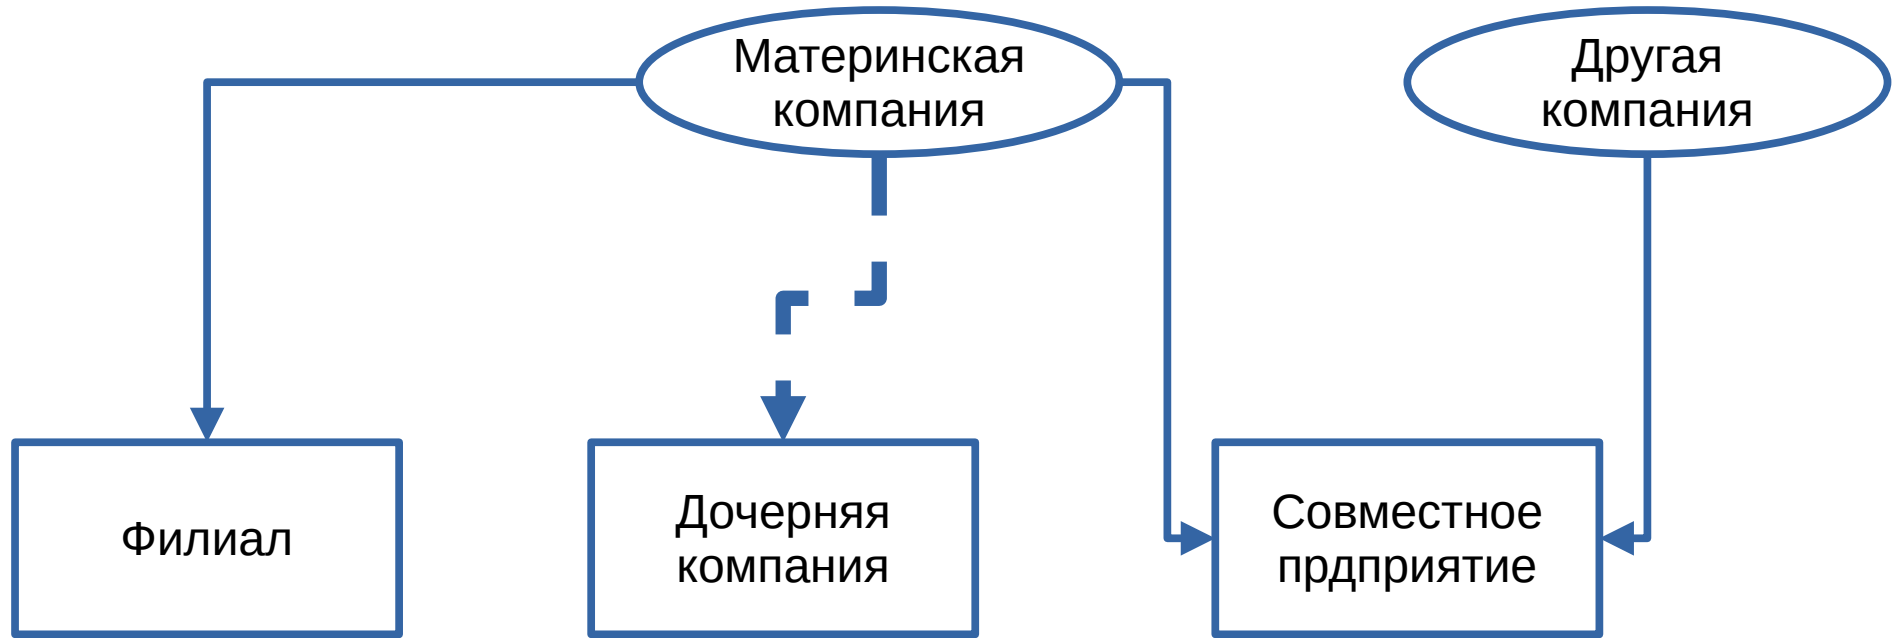 Материнская
компания
Другая
компания
Филиал
Дочерняя
компания
Совместное
прдприятие